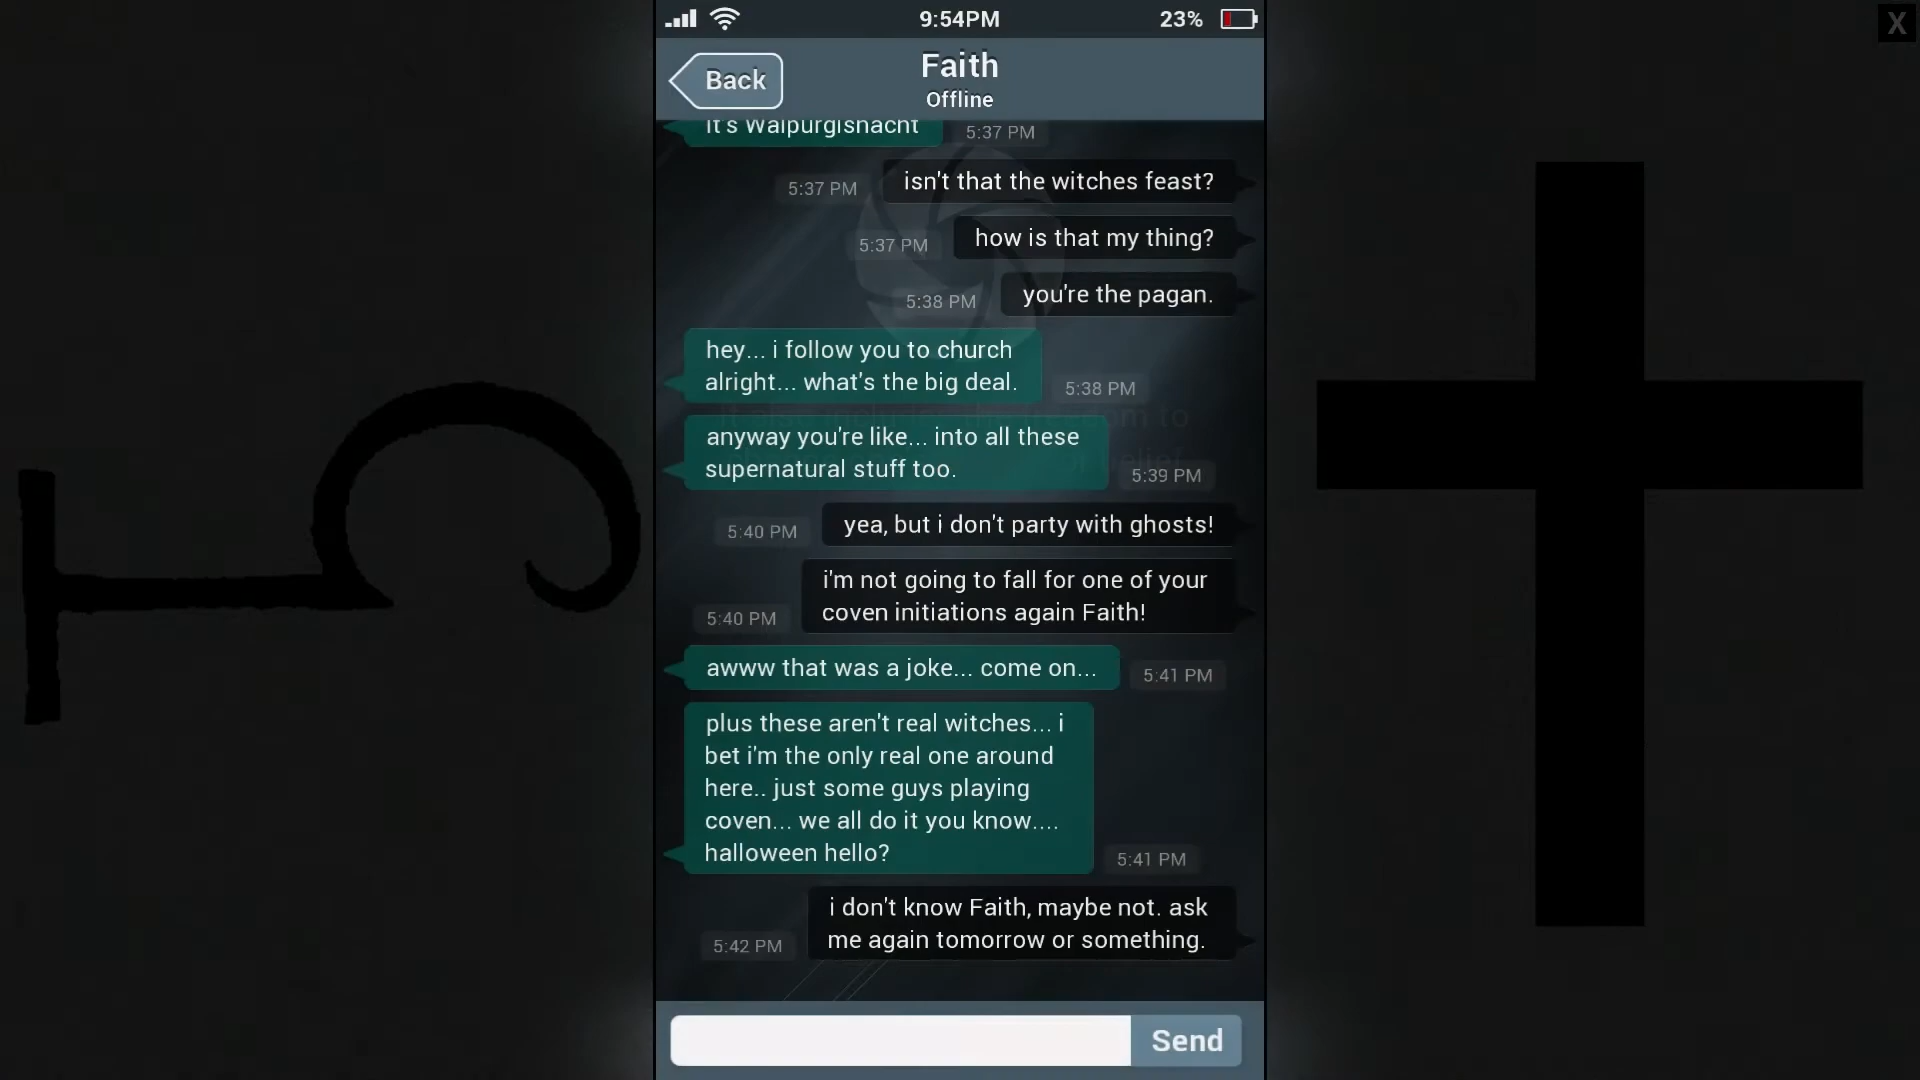 9:54PM
23%
X
Back
Faith
Offline
it's Walpurgisnacht
5:37 PM
isn't that the witches feast?
5:37 PM
how is that my thing?
5:37 PM
you're the pagan.
5:38 PM
hey... i follow you to church
alright... what's the big deal.
5:38 PM
anyway you're like... into all these
supernatural stuff too.
5:39 PM
yea, but i don't party with ghosts!
5:40 PM
i'm not going to fall for one of your
coven initiations again Faith!
5:40 PM
awww that was a joke... come on...
5:41 PM
plus these aren't real witches... i
bet i'm the only real one around
here.. just some guys playing
coven... we all do it you know....
halloween hello?
5:41 PM
i don't know Faith, maybe not. ask
me again tomorrow or something.
5:42 PM
Send